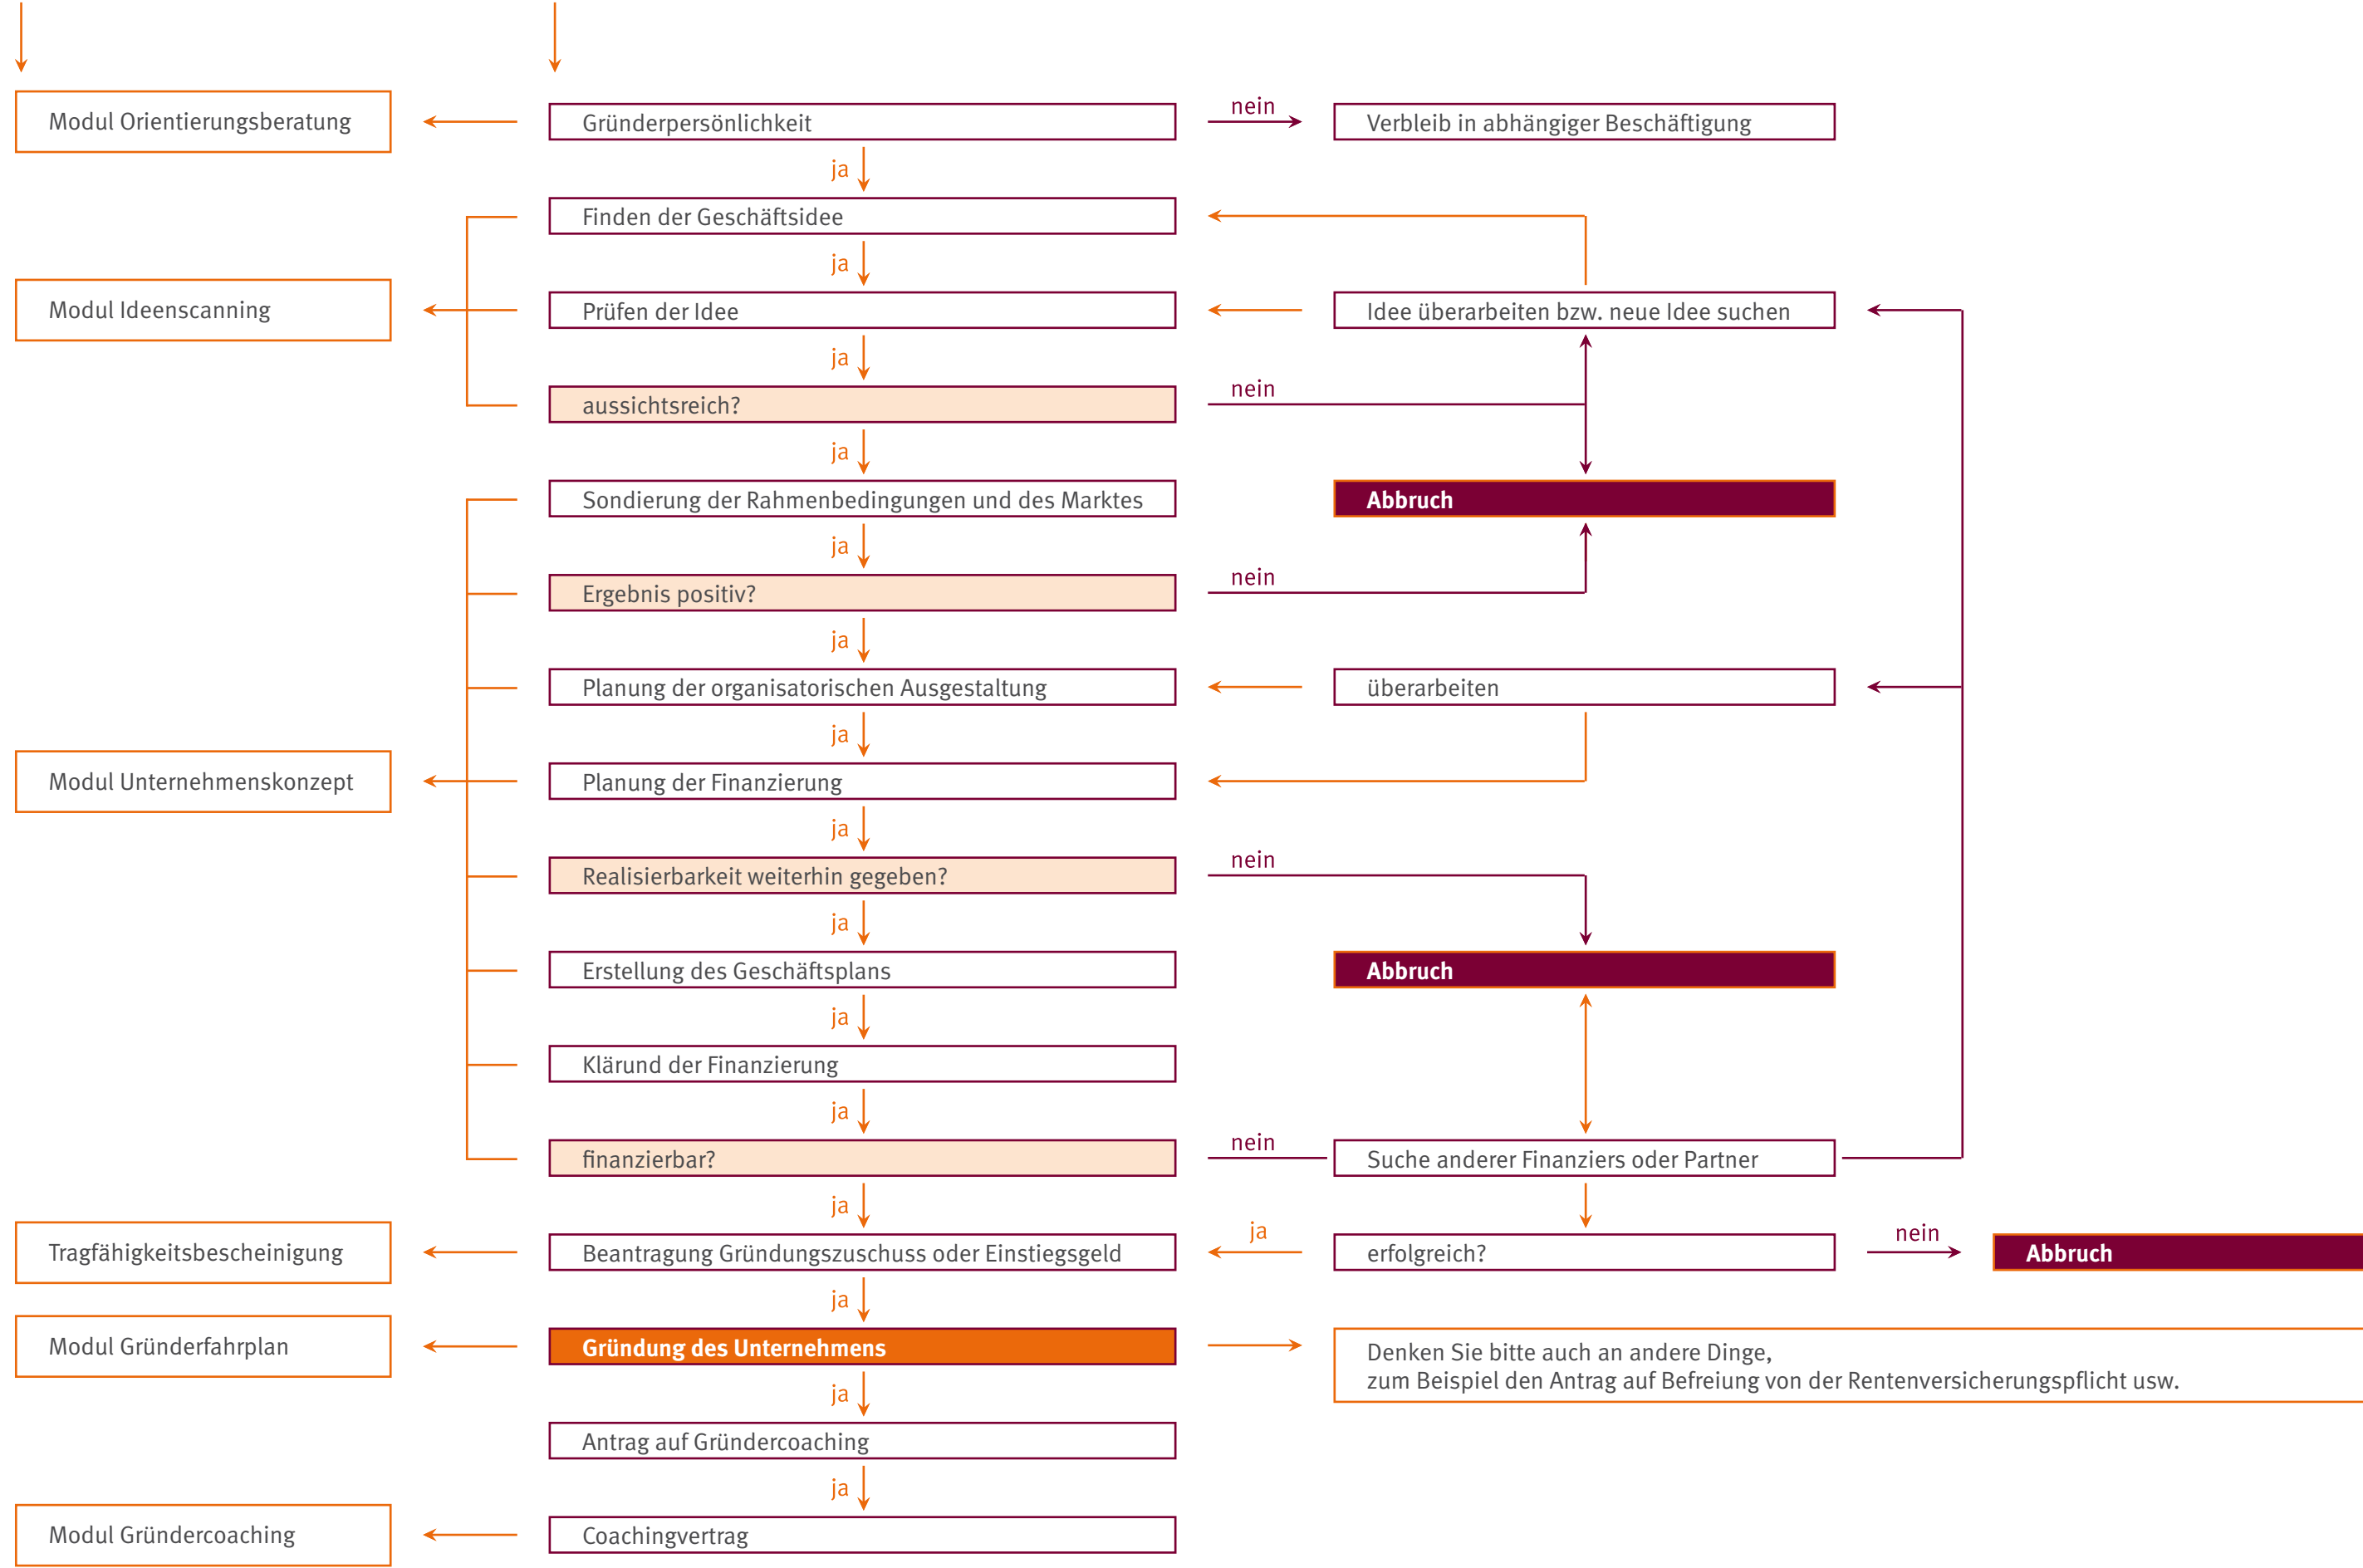 Modul Orientierungsberatung
Gründerpersönlichkeit
nein
Verbleib in abhängiger Beschäftigung
ja
Finden der Geschäftsidee
ja
Modul Ideenscanning
Prüfen der Idee
Idee überarbeiten bzw. neue Idee suchen
ja
aussichtsreich?
nein
ja
Sondierung der Rahmenbedingungen und des Marktes
Abbruch
ja
Ergebnis positiv?
nein
ja
Planung der organisatorischen Ausgestaltung
überarbeiten
ja
Modul Unternehmenskonzept
Planung der Finanzierung
ja
Realisierbarkeit weiterhin gegeben?
nein
ja
Erstellung des Geschäftsplans
Abbruch
ja
Klärund der Finanzierung
ja
finanzierbar?
nein
Suche anderer Finanziers oder Partner
ja
Tragfähigkeitsbescheinigung
Beantragung Gründungszuschuss oder Einstiegsgeld
ja
erfolgreich?
nein
Abbruch
ja
Modul Gründerfahrplan
Gründung des Unternehmens
Denken Sie bitte auch an andere Dinge,
zum Beispiel den Antrag auf Befreiung von der Rentenversicherungspflicht usw.
ja
Antrag auf Gründercoaching
ja
Modul Gründercoaching
Coachingvertrag